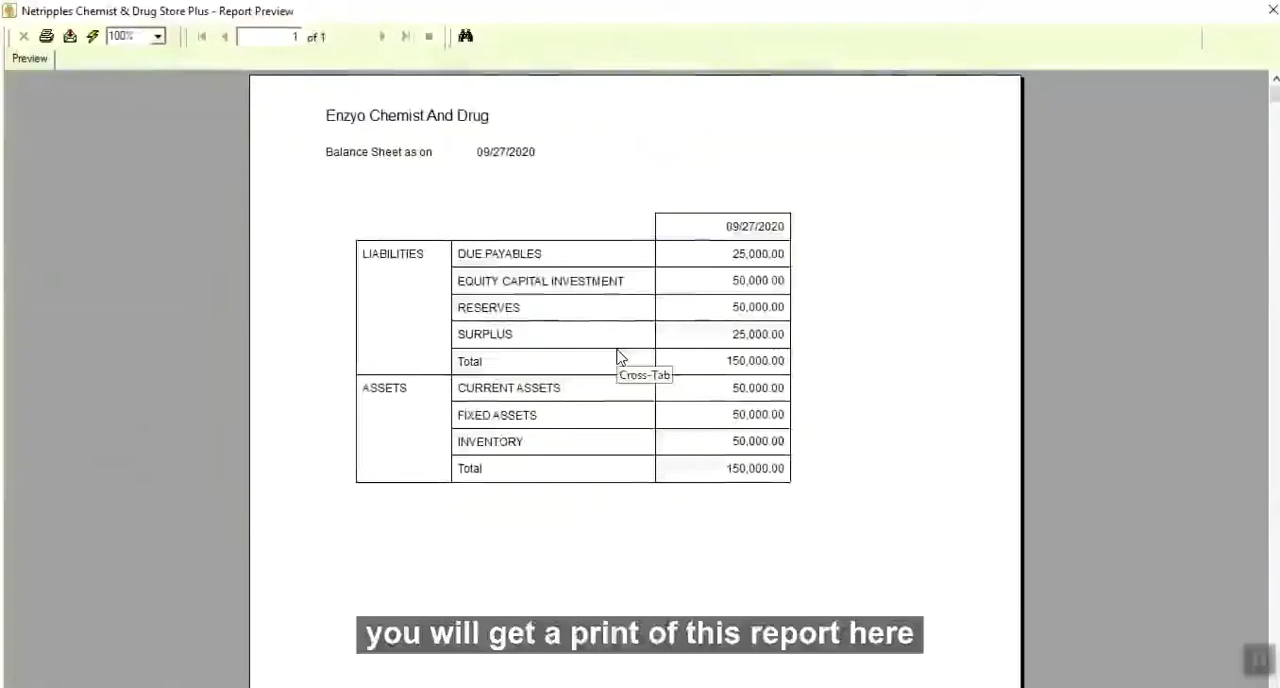 Netripples Chemist & Drug Store Plus - Report Preview
100% 1 of 1
Preview
Enzyo Chemist And Drug
Balance Sheet as on 09/27/2020
09/27/2020
LIABILITIES DUE PAYABLES 25,000.00
EQUITY CAPITAL INVESTMENT 50,000.00
RESERVES 50,000.00
SURPLUS 25,000.00
Total 150,000.00
Cross-Tab
ASSETS CURRENT ASSETS 50,000.00
FIXED ASSETS 50,000.00
INVENTORY 50,000.00
Total 150,000.00
you will get a print of this report here